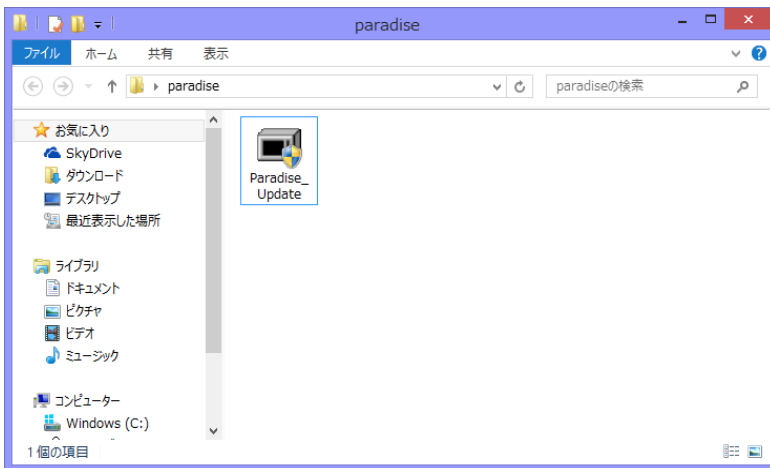 paradise
ファイル ホーム 共有 表示
paradise
paradiseの検索
お気に入り
SkyDrive
ダウンロード
デスクトップ
最近表示した場所
ライブラリ
ドキュメント
ピクチャ
ビデオ
ミュージック
コンピューター
Windows (C:)
Paradise_
Update
1 個の項目